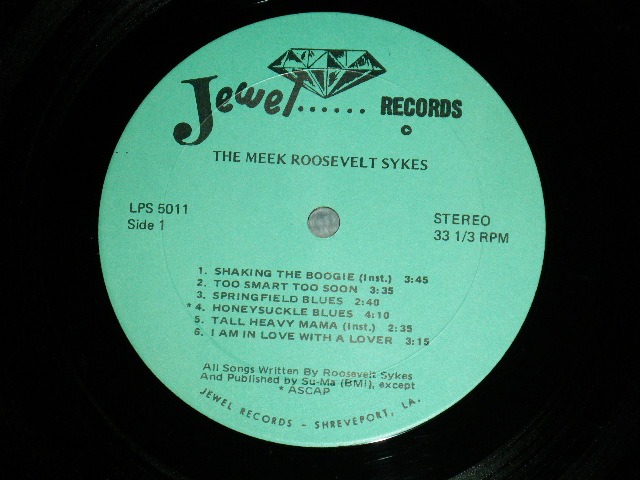 Jewel...... RECORDS
©
THE MEEK ROOSEVELT SYKES
LPS 5011
Side 1
STEREO
33 1/3 RPM
1. SHAKING THE BOOGIE (Inst.) 3:45
2. TOO SMART TOO SOON 3:35
3. SPRINGFIELD BLUES 2:40
* 4. HONEYSUCKLE BLUES 4:10
5. TALL HEAVY MAMA (Inst.) 2:35
6. I AM IN LOVE WITH A LOVER 3:15
All Songs Written By Roosevelt Sykes
And Published by Su-Ma (BMI), except
* ASCAP
JEWEL RECORDS - SHREVEPORT, LA.